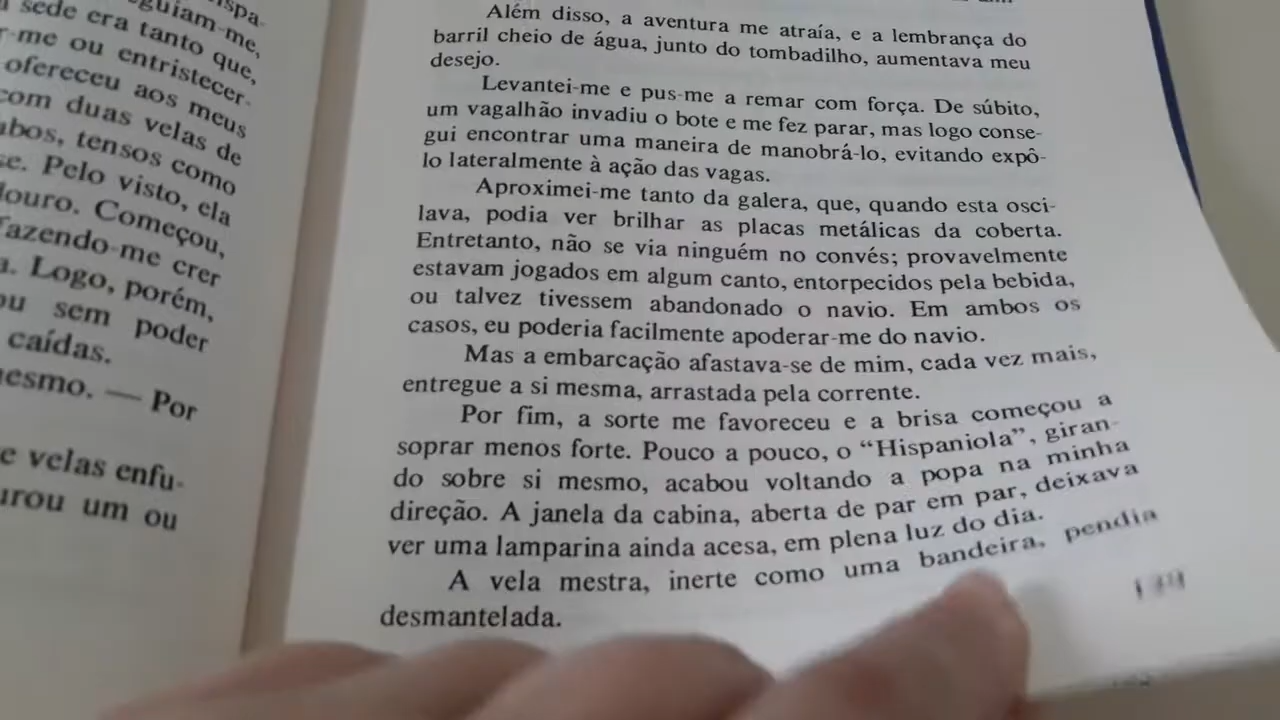 guiam-me,
sede era tanto que,
r-me ou entristecer-
ofereceu aos meus
com duas velas de
abos, tensos como
se. Pelo visto, ela
douro. Começou,
fazendo-me crer
a. Logo, porém,
ou sem poder
caídas.
mesmo. — Por
e velas enfu-
urou um ou
Além disso, a aventura me atraía, e a lembrança do
barril cheio de água, junto do tombadilho, aumentava meu
desejo.
Levantei-me e pus-me a remar com força. De súbito,
um vagalhão invadiu o bote e me fez parar, mas logo conse-
gui encontrar uma maneira de manobrá-lo, evitando expô-
lo lateralmente à ação das vagas.
Aproximei-me tanto da galera, que, quando esta osci-
lava, podia ver brilhar as placas metálicas da coberta.
Entretanto, não se via ninguém no convés; provavelmente
estavam jogados em algum canto, entorpecidos pela bebida,
ou talvez tivessem abandonado o navio. Em ambos os
casos, eu poderia facilmente apoderar-me do navio.
Mas a embarcação afastava-se de mim, cada vez mais,
entregue a si mesma, arrastada pela corrente.
Por fim, a sorte me favoreceu e a brisa começou a
soprar menos forte. Pouco a pouco, o “Hispaniola”, giran-
do sobre si mesmo, acabou voltando a popa na minha
direção. A janela da cabina, aberta de par em par, deixava
ver uma lamparina ainda acesa, em plena luz do dia.
A vela mestra, inerte como uma bandeira, pendia
desmantelada.